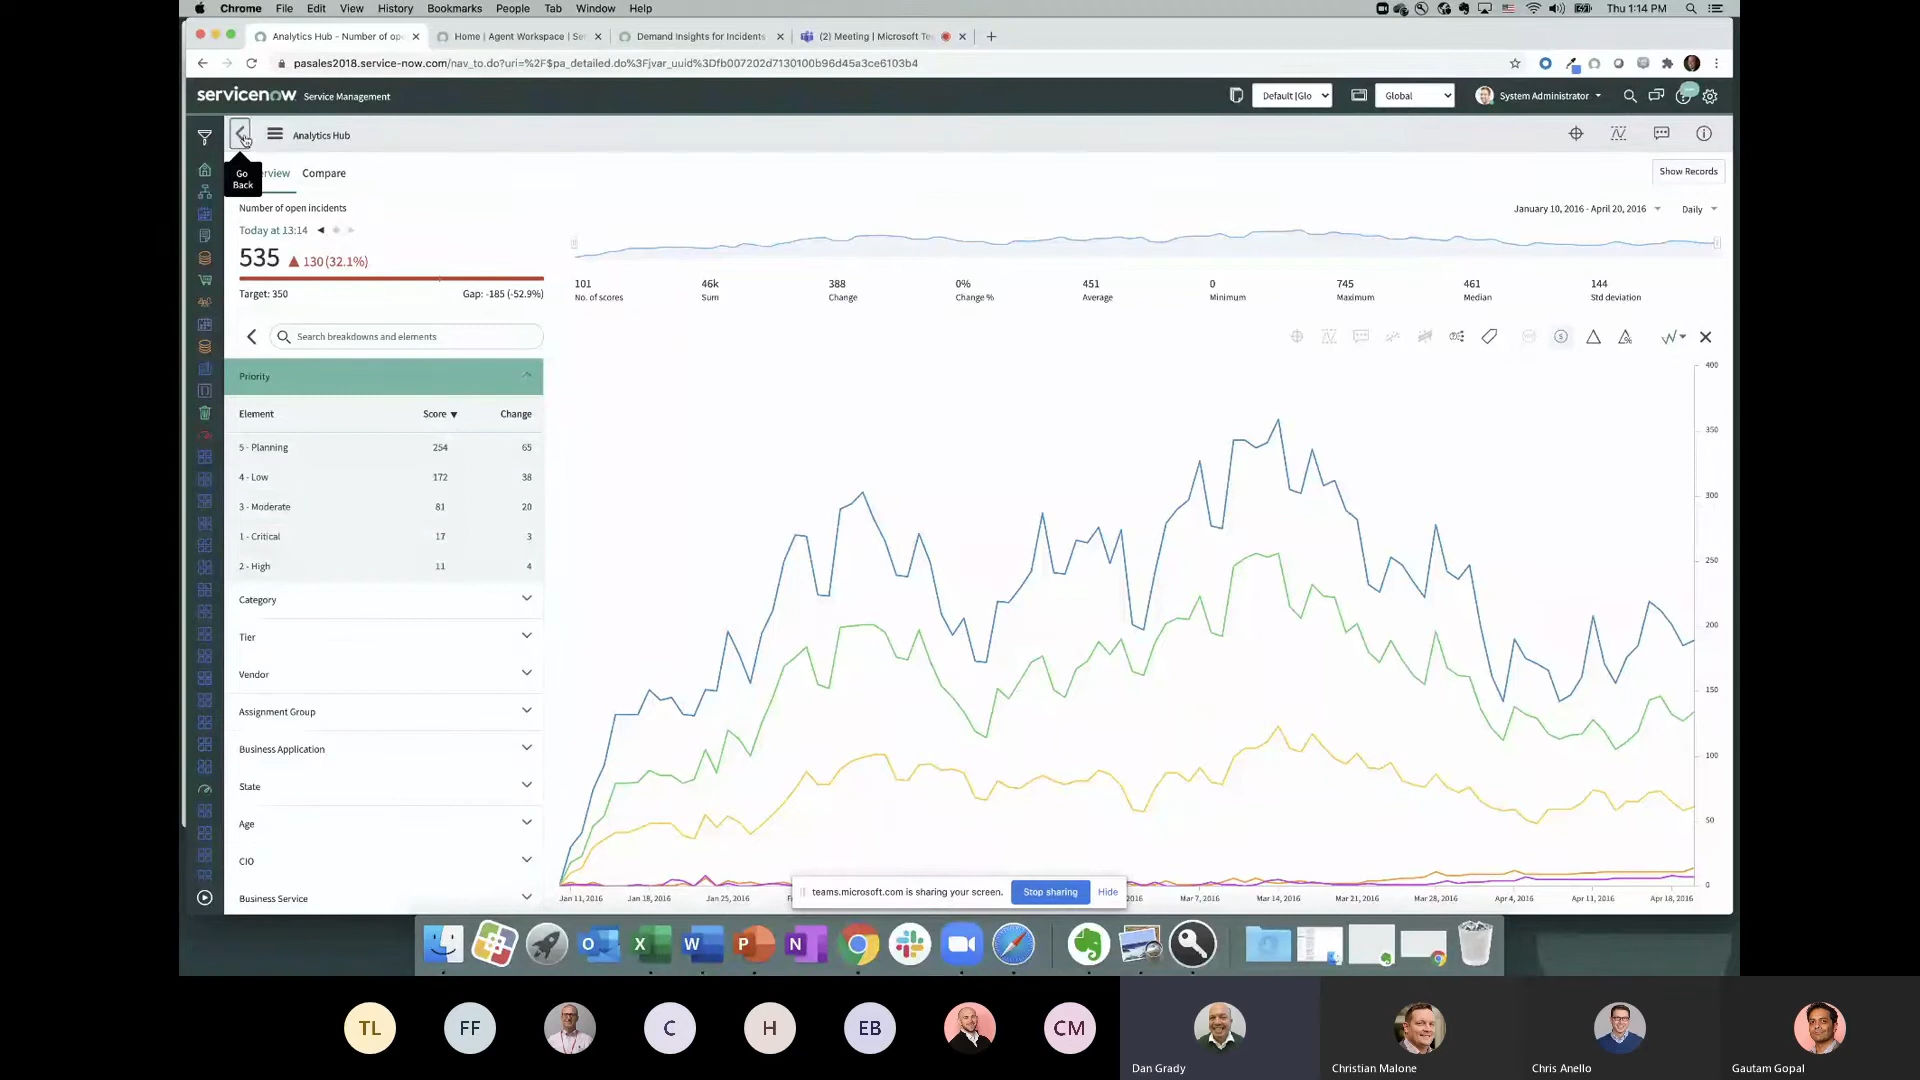 Chrome File Edit View History Bookmarks People Tab Window Help
Thu 1:14 PM
Analytics Hub - Number of op
Home | Agent Workspace | Se
Demand Insights for Incidents
(2) Meeting | Microsoft Te
pasales2018.service-now.com/nav_to.do?uri=%2F$pa_detailed.do%3Fjvar_uuid%3Dfb007202d7130100b96d45a3ce6103b4
servicenow Service Management
Default |Glo
Global
System Administrator
Analytics Hub
Go Back
erview
Compare
Show Records
Number of open incidents
January 10, 2016 - April 20, 2016
Daily
Today at 13:14
535 ▲ 130 (32.1%)
Target: 350
Gap: -185 (-52.9%)
101 46k 388 0% 451 0 745 461 144
No. of scores Sum Change Change % Average Minimum Maximum Median Std deviation
Search breakdowns and elements
Priority
Element Score ▼ Change
5 - Planning 254 65
4 - Low 172 38
3 - Moderate 81 20
1 - Critical 17 3
2 - High 11 4
Category
Tier
Vendor
Assignment Group
Business Application
State
Age
CIO
Business Service
400
350
300
250
200
150
100
50
0
Jan 11, 2016 Jan 18, 2016 Jan 25, 2016 Mar 7, 2016 Mar 14, 2016 Mar 21, 2016 Mar 28, 2016 Apr 4, 2016 Apr 11, 2016 Apr 18, 2016
teams.microsoft.com is sharing your screen.
Stop sharing
Hide
TL FF C H EB CM
Dan Grady
Christian Malone
Chris Anello
Gautam Gopal